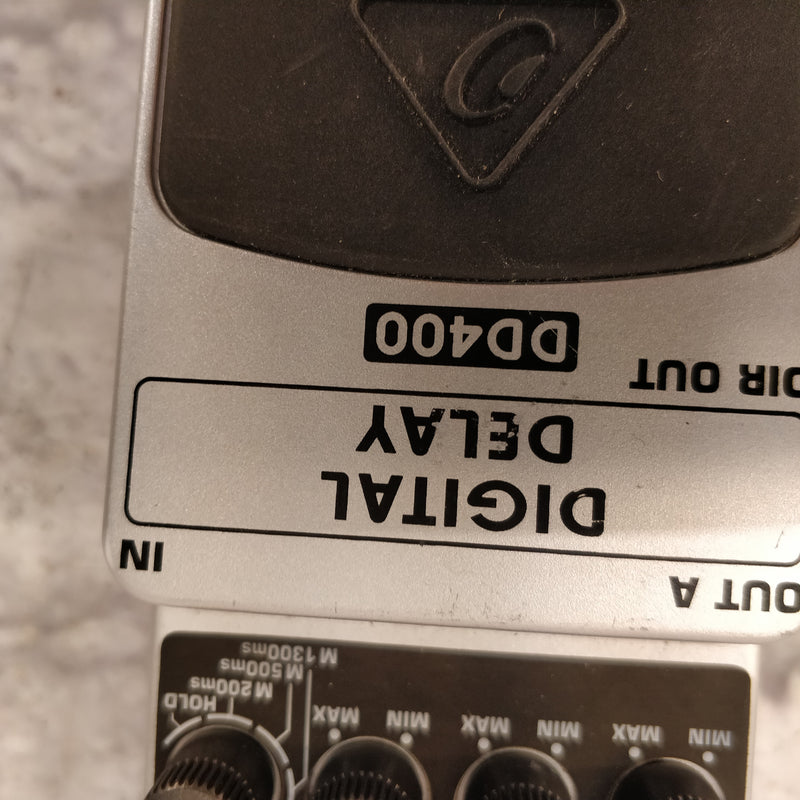 MIN MAX MIN MAX MIN MAX
HOLD
M 200ms
M 500ms
M 1300ms
OUT A
IN
DIGITAL
DELAY
DIR OUT
DD400